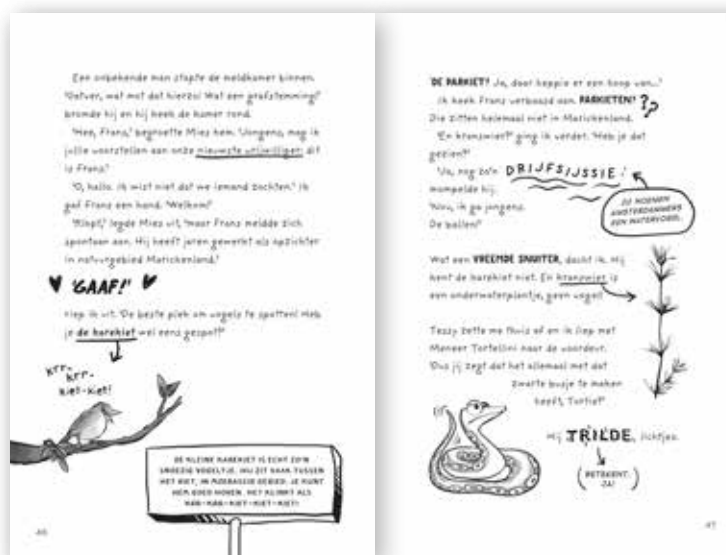 Een onbekende man stapte de meldkamer binnen.
'Getver, wat mot dat hierzo! Wat een grafstemming!'
bromde hij en hij keek de kamer rond.
'Hee, Frans,' begroette Mies hem. 'Jongens, mag ik
jullie voorstellen aan onze nieuwste vrijwilliger: dit
is Frans.'
'O, hallo. Ik wist niet dat we iemand zochten.' Ik
gaf Frans een hand. 'Welkom!'
'Klopt,' legde Mies uit, 'maar Frans meldde zich
spontaan aan. Hij heeft jaren gewerkt als opzichter
in natuurgebied Marickenland.'
'GAAF!'
riep ik uit. 'De beste plek om vogels te spotten! Heb
je de karekiet wel eens gespot?'
krr-
krr-
kiet-kiet!
DE KLEINE KAREKIET IS ECHT ZO'N
SNOEZIG VOGELTJE. HIJ ZIT VAAK TUSSEN
HET RIET, IN MOERASSIG GEBIED. JE KUNT
HEM GOED HOREN. HET KLINKT ALS
KAR-KAR-KIET-KIET-KIET!
'DE PARKIET? Ja, daar heppie er een hoop van...'
Ik keek Frans verbaasd aan. PARKIETEN? ??
Die zitten helemaal niet in Marickenland.
'En kranswier?' ging ik verder. 'Heb je dat
gezien?'
'Ja, nog zo'n DRIJFSIJSSIE.'
mompelde hij.
'Nou, ik ga jongens.
De ballen!'
ZO NOEMEN
AMSTERDAMMERS
EEN WATERVOGEL.
Wat een VREEMDE SNUITER, dacht ik. Hij
kent de karekiet niet. En kranswier is
een onderwaterplantje, geen vogel!
Tessy zette me thuis af en ik liep met
Meneer Tortellini naar de voordeur.
'Dus jij zegt dat het allemaal met dat
zwarte busje te maken
heeft, Tortie?'
Hij TRILDE, lichtjes.
(BETEKENT:
JA!)